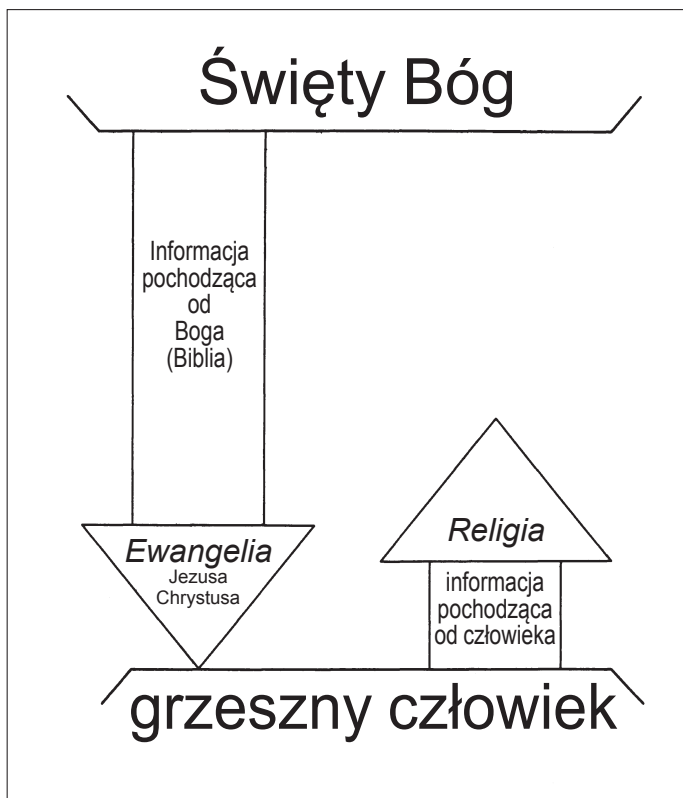 Święty Bóg
Informacja
pochodząca
od
Boga
(Biblia)
Ewangelia
Jezusa
Chrystusa
Religia
informacja
pochodząca
od człowieka
grzeszny człowiek